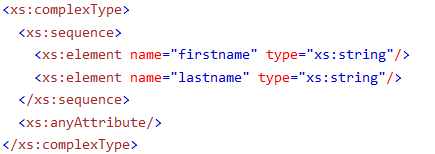 <xs:complexType>
  <xs:sequence>
    <xs:element name="firstname" type="xs:string"/>
    <xs:element name="lastname" type="xs:string"/>
  </xs:sequence>
  <xs:anyAttribute/>
</xs:complexType>